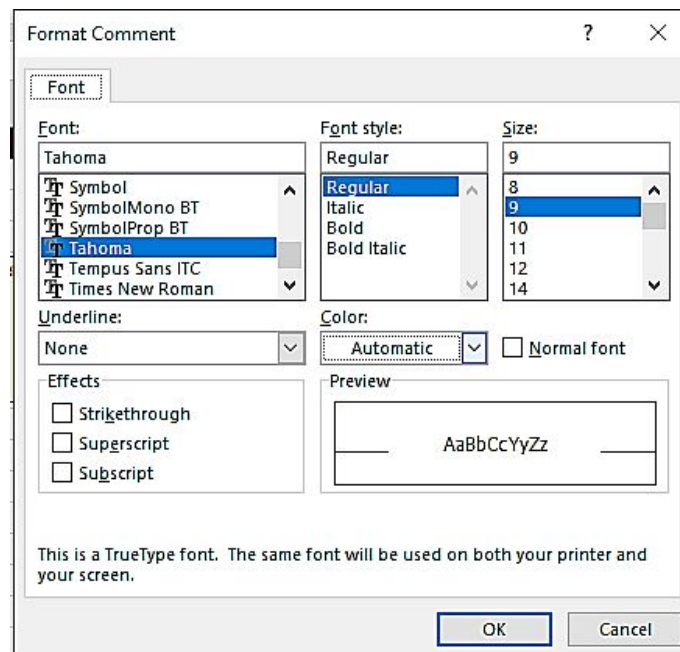 Format Comment ?
Font
Font: Font style: Size:
Tahoma Regular 9
Symbol Regular 8
SymbolMono BT Italic 9
SymbolProp BT Bold 10
Tahoma Bold Italic 11
Tempus Sans ITC 12
Times New Roman 14
Underline: Color:
None Automatic Normal font
Effects Preview
Strikethrough
Superscript AaBbCcYyZz
Subscript
This is a TrueType font. The same font will be used on both your printer and
your screen.
OK Cancel